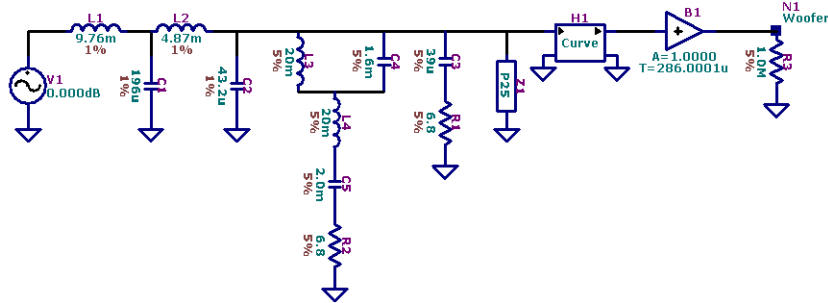 L1
9.76m
1%
L2
4.87m
1%
V1
0.000dB
C1
196u
1%
C2
43.2u
1%
L3
20m
5%
C4
1.6m
5%
L4
20m
5%
C5
2.0m
5%
R2
6.8
5%
C3
39u
5%
R1
6.8
5%
Z1
P25
H1
Curve
B1
A=1.0000
T=286.0001u
N1
Woofer
R3
1.0M
5%